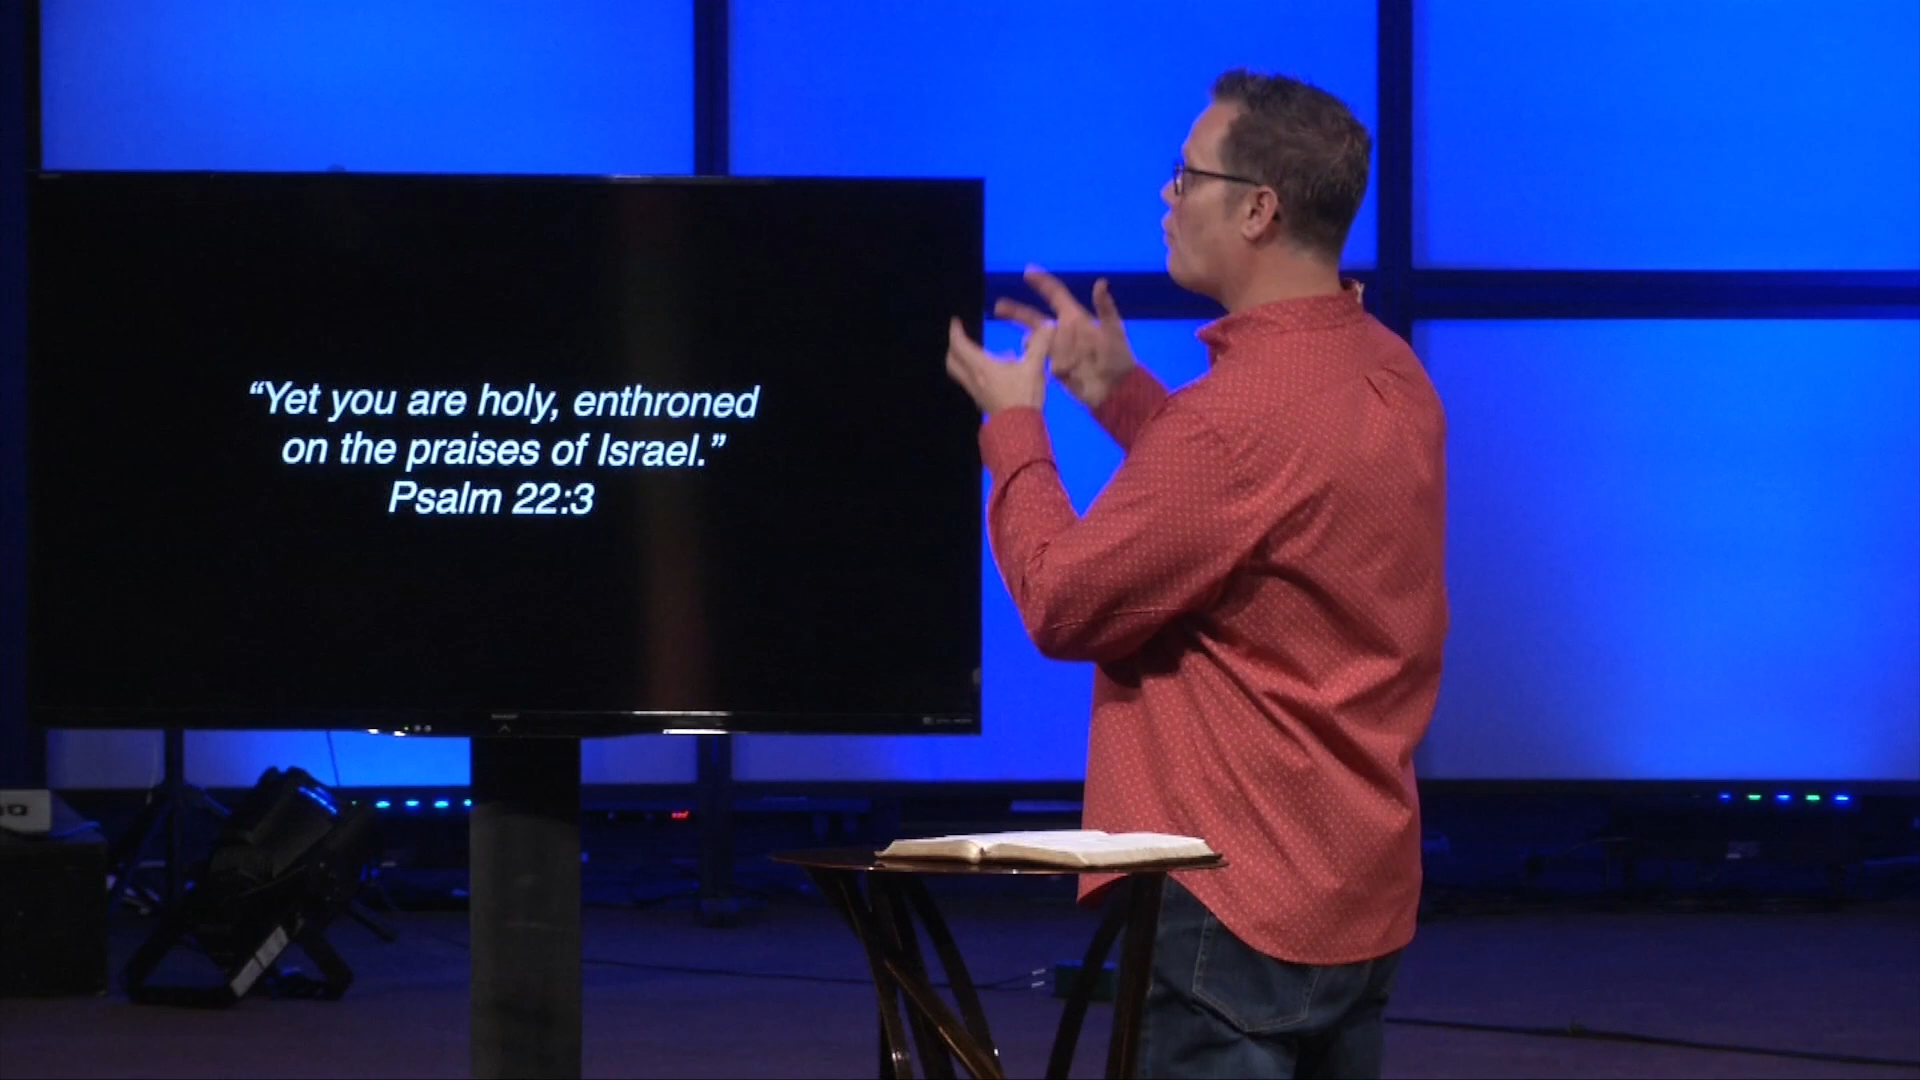 “Yet you are holy, enthroned
on the praises of Israel.”
Psalm 22:3